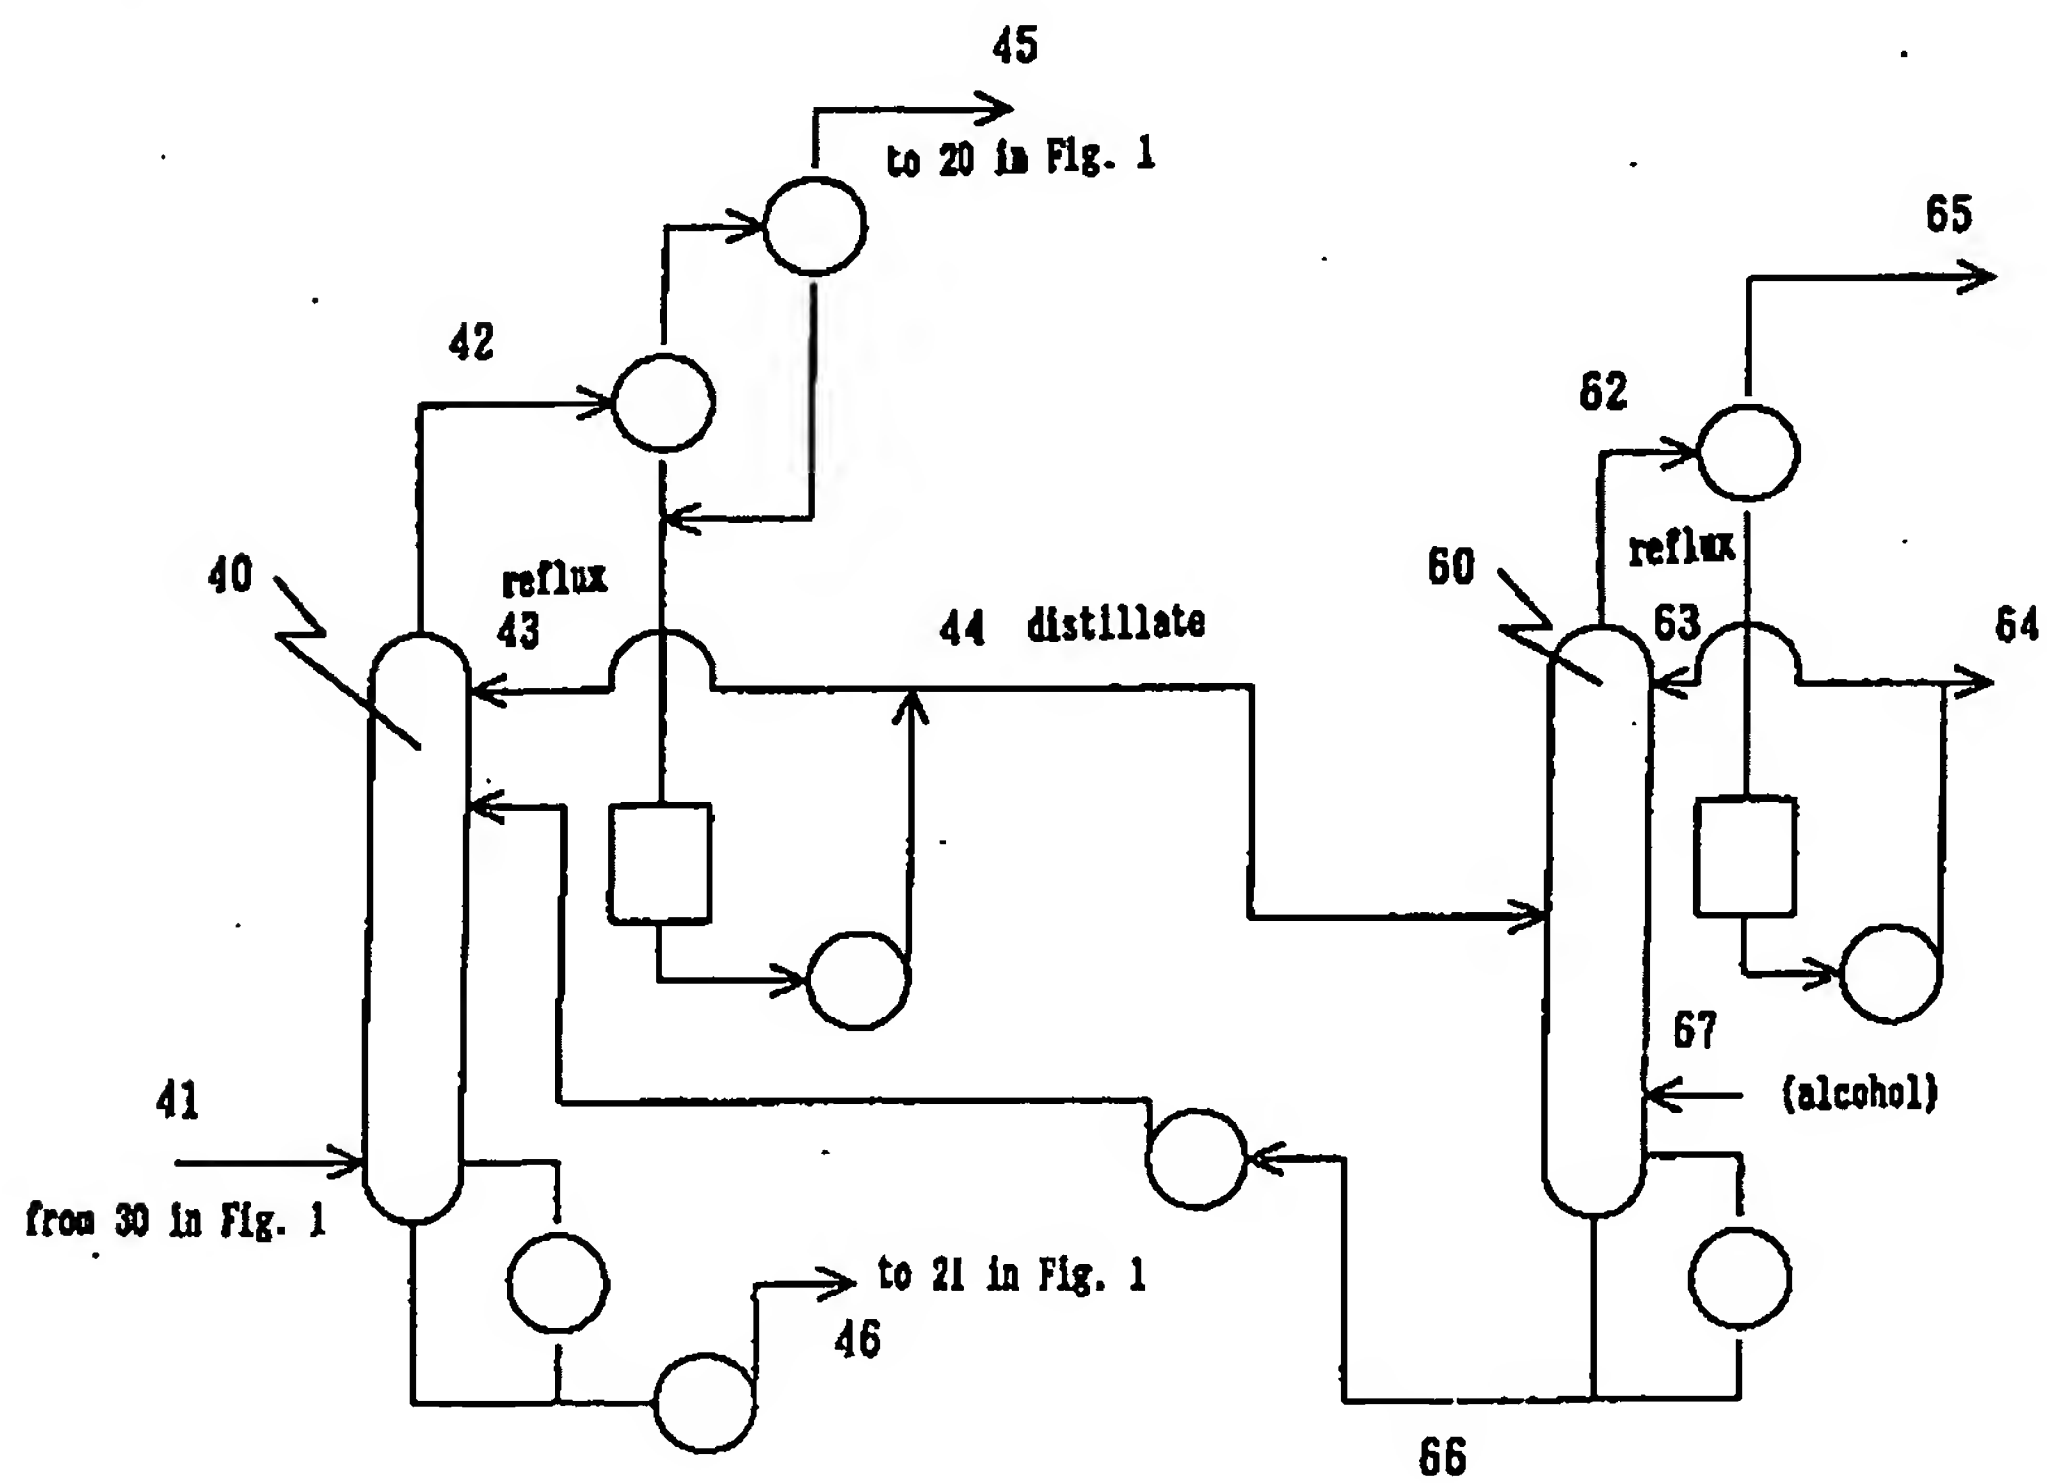 45
to 20 in Fig. 1
65
42
62
40
reflux
43
44 distillate
60
reflux
63
64
67
(alcohol)
41
from 30 in Fig. 1
to 21 in Fig. 1
46
66